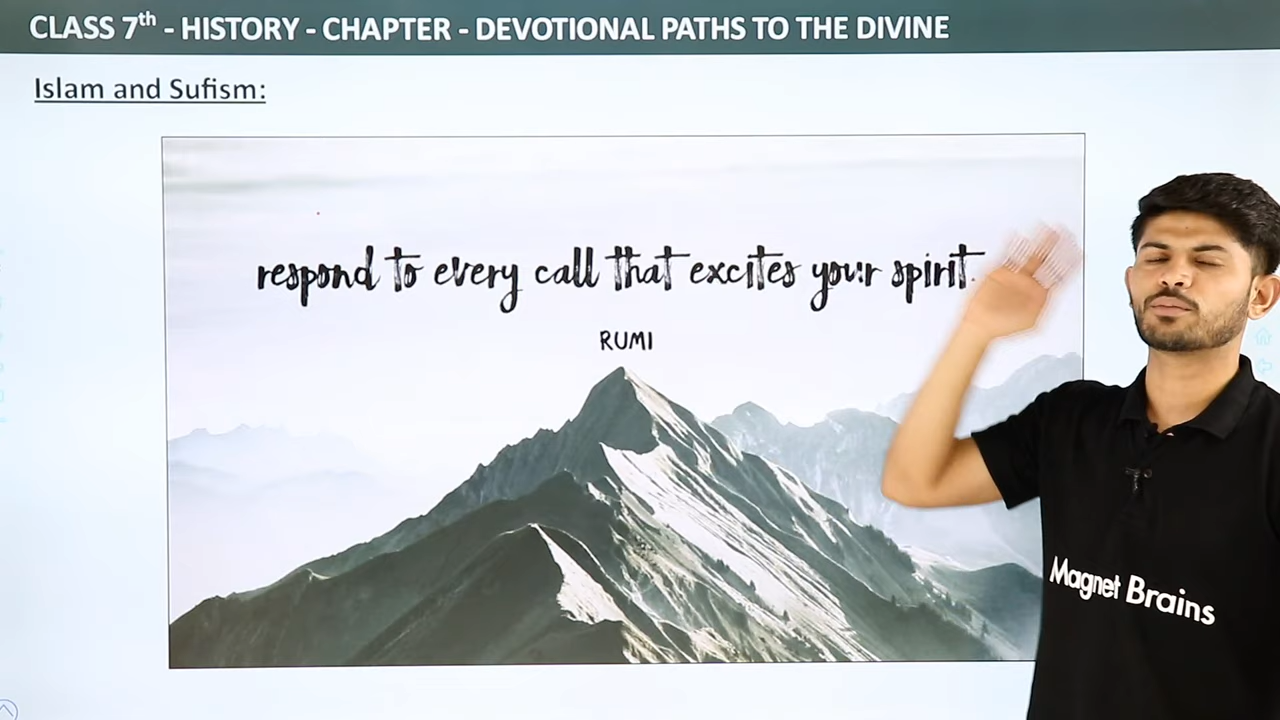 CLASS 7th - HISTORY - CHAPTER - DEVOTIONAL PATHS TO THE DIVINE
Islam and Sufism:
respond to every call that excites your spirit.
RUMI
Magnet Brains